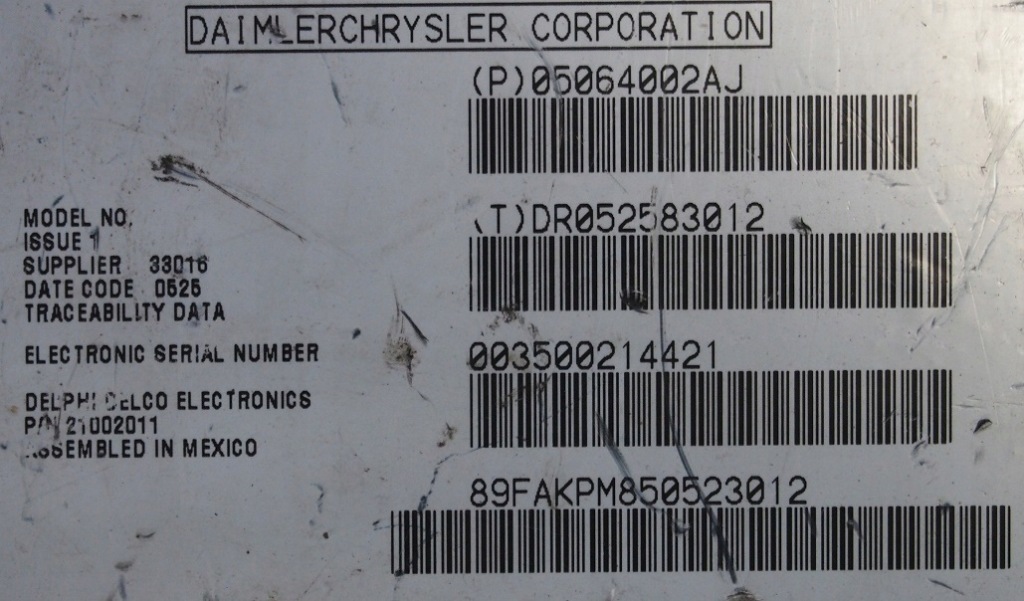 DAIMLERCHRYSLER CORPORATION
(P)05064002AJ
MODEL NO.
(T)DR052583012
ISSUE 1
SUPPLIER 33016
DATE CODE 0525
TRACEABILITY DATA
ELECTRONIC SERIAL NUMBER
003500214421
DELPHI DELCO ELECTRONICS
P/N 21002011
ASSEMBLED IN MEXICO
89FAKPM850523012